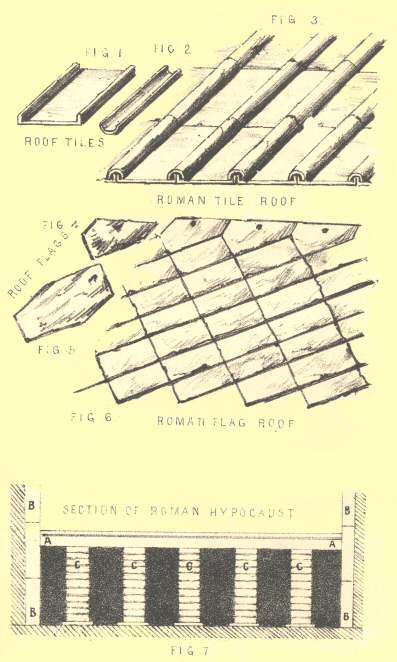 FIG 1
FIG 2
FIG 3
ROOF TILES
ROMAN TILE ROOF
FIG 4
ROOF FLAGS
FIG 5
FIG 6
ROMAN FLAG ROOF
SECTION OF ROMAN HYPOCAUST
B B
A A
C C C C C
B B
FIG 7